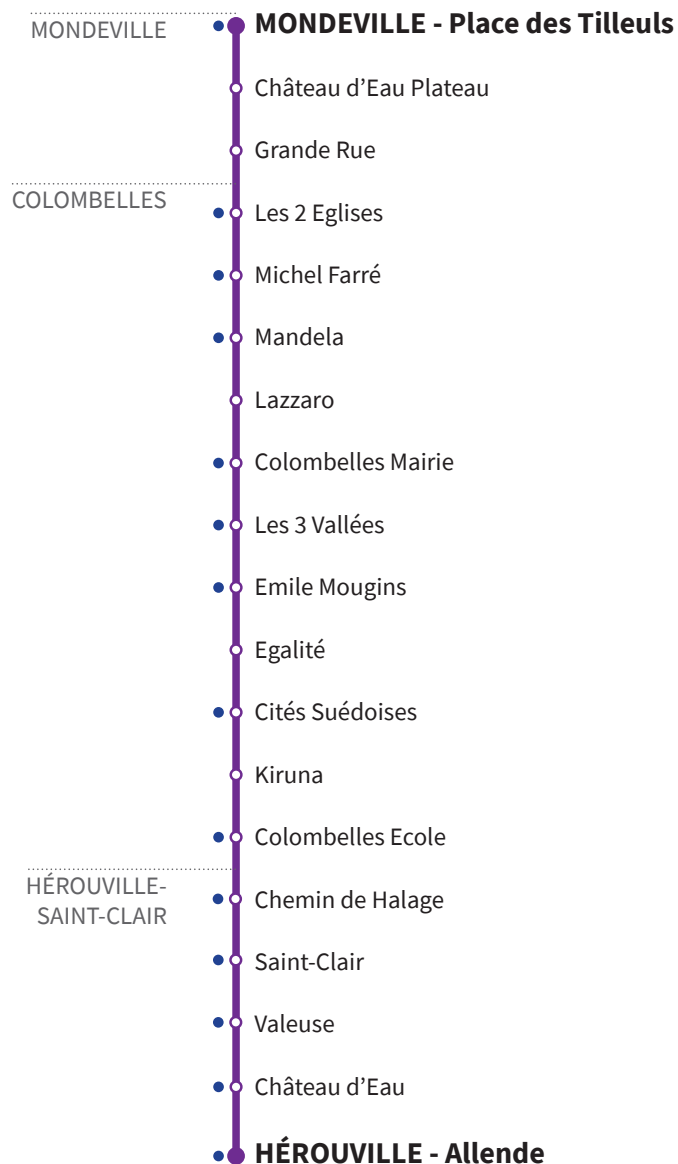 MONDEVILLE
MONDEVILLE - Place des Tilleuls
Château d’Eau Plateau
Grande Rue
COLOMBELLES
Les 2 Eglises
Michel Farré
Mandela
Lazzaro
Colombelles Mairie
Les 3 Vallées
Emile Mougins
Egalité
Cités Suédoises
Kiruna
Colombelles Ecole
HÉROUVILLE-
SAINT-CLAIR
Chemin de Halage
Saint-Clair
Valeuse
Château d’Eau
HÉROUVILLE - Allende